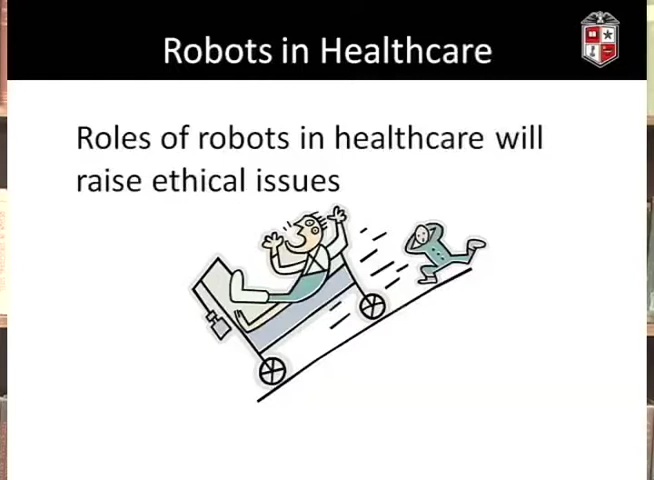 Robots in Healthcare
Roles of robots in healthcare will
raise ethical issues